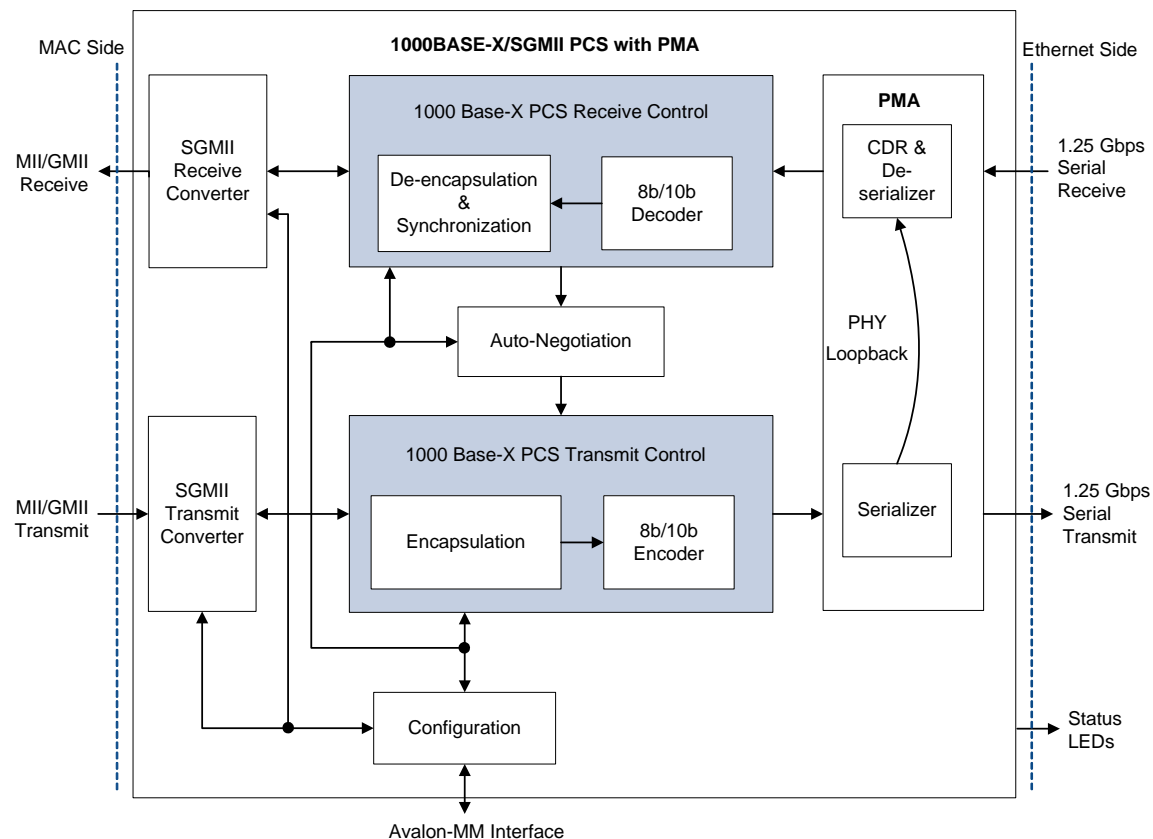 1000BASE-X/SGMII PCS with PMA
MAC Side
Ethernet Side
1000 Base-X PCS Receive Control
PMA
MII/GMII
Receive
SGMII
Receive
Converter
De-encapsulation
&
Synchronization
8b/10b
Decoder
CDR &
De-
serializer
1.25 Gbps
Serial
Receive
Auto-Negotiation
PHY
Loopback
1000 Base-X PCS Transmit Control
MII/GMII
Transmit
SGMII
Transmit
Converter
Encapsulation
8b/10b
Encoder
Serializer
1.25 Gbps
Serial
Transmit
Configuration
Status
LEDs
Avalon-MM Interface